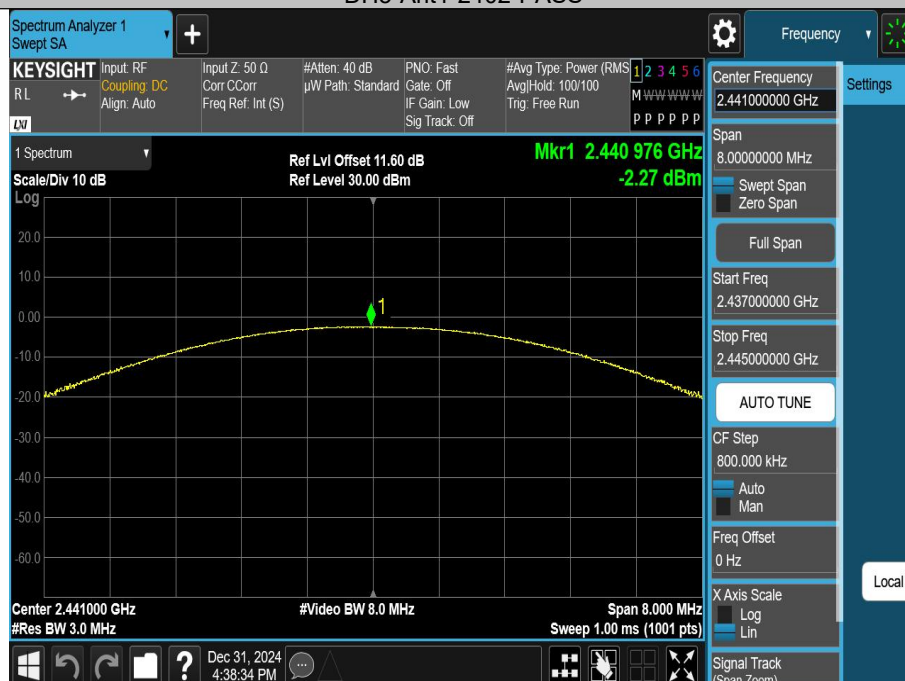 Spectrum Analyzer 1
Swept SA
+
Frequency
KEYSIGHT
RL
LXI
Input: RF
Coupling: DC
Align: Auto
Input Z: 50 Ω
Corr CCorr
Freq Ref: Int (S)
#Atten: 40 dB
µW Path: Standard
PNO: Fast
Gate: Off
IF Gain: Low
Sig Track: Off
#Avg Type: Power (RMS
Avg|Hold: 100/100
Trig: Free Run
1 2 3 4 5 6
M W W W W W
P P P P P P
1 Spectrum
Scale/Div 10 dB
Log
Ref Lvl Offset 11.60 dB
Ref Level 30.00 dBm
Mkr1 2.440 976 GHz
-2.27 dBm
20.0
10.0
0.00
-10.0
-20.0
-30.0
-40.0
-50.0
-60.0
1
Center 2.441000 GHz
#Res BW 3.0 MHz
#Video BW 8.0 MHz
Span 8.000 MHz
Sweep 1.00 ms (1001 pts)
Dec 31, 2024
4:38:34 PM
?
Center Frequency
2.441000000 GHz
Span
8.00000000 MHz
Swept Span
Zero Span
Full Span
Start Freq
2.437000000 GHz
Stop Freq
2.445000000 GHz
AUTO TUNE
CF Step
800.000 kHz
Auto
Man
Freq Offset
0 Hz
X Axis Scale
Log
Lin
Signal Track
(Span Zoom)
Settings
Local